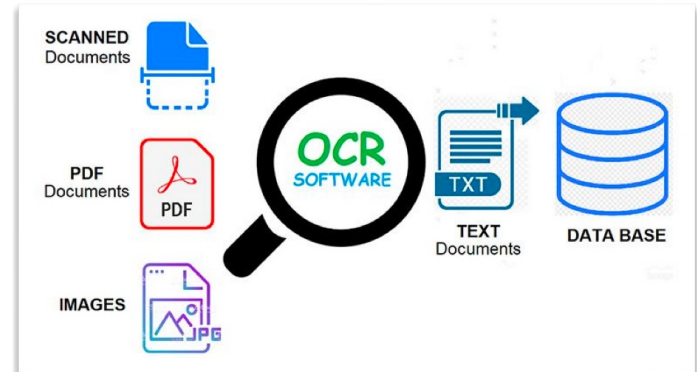 SCANNED
Documents
PDF
Documents
PDF
IMAGES
JPG
OCR
SOFTWARE
TXT
TEXT
Documents
DATA BASE